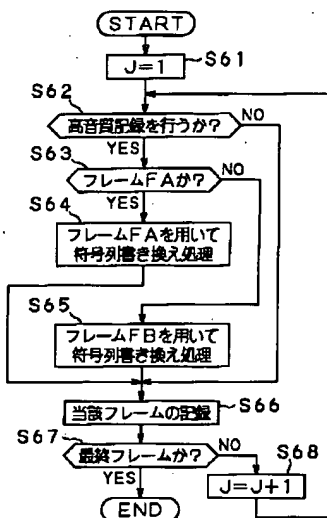 START
J=1
S61
S62
高音質記録を行うか?
NO
YES
S63
フレームFAか?
NO
YES
S64
フレームFAを用いて
符号列書き換え処理
S65
フレームFBを用いて
符号列書き換え処理
当該フレームの記録
S66
S67
最終フレームか?
NO
S68
YES
J=J+1
END